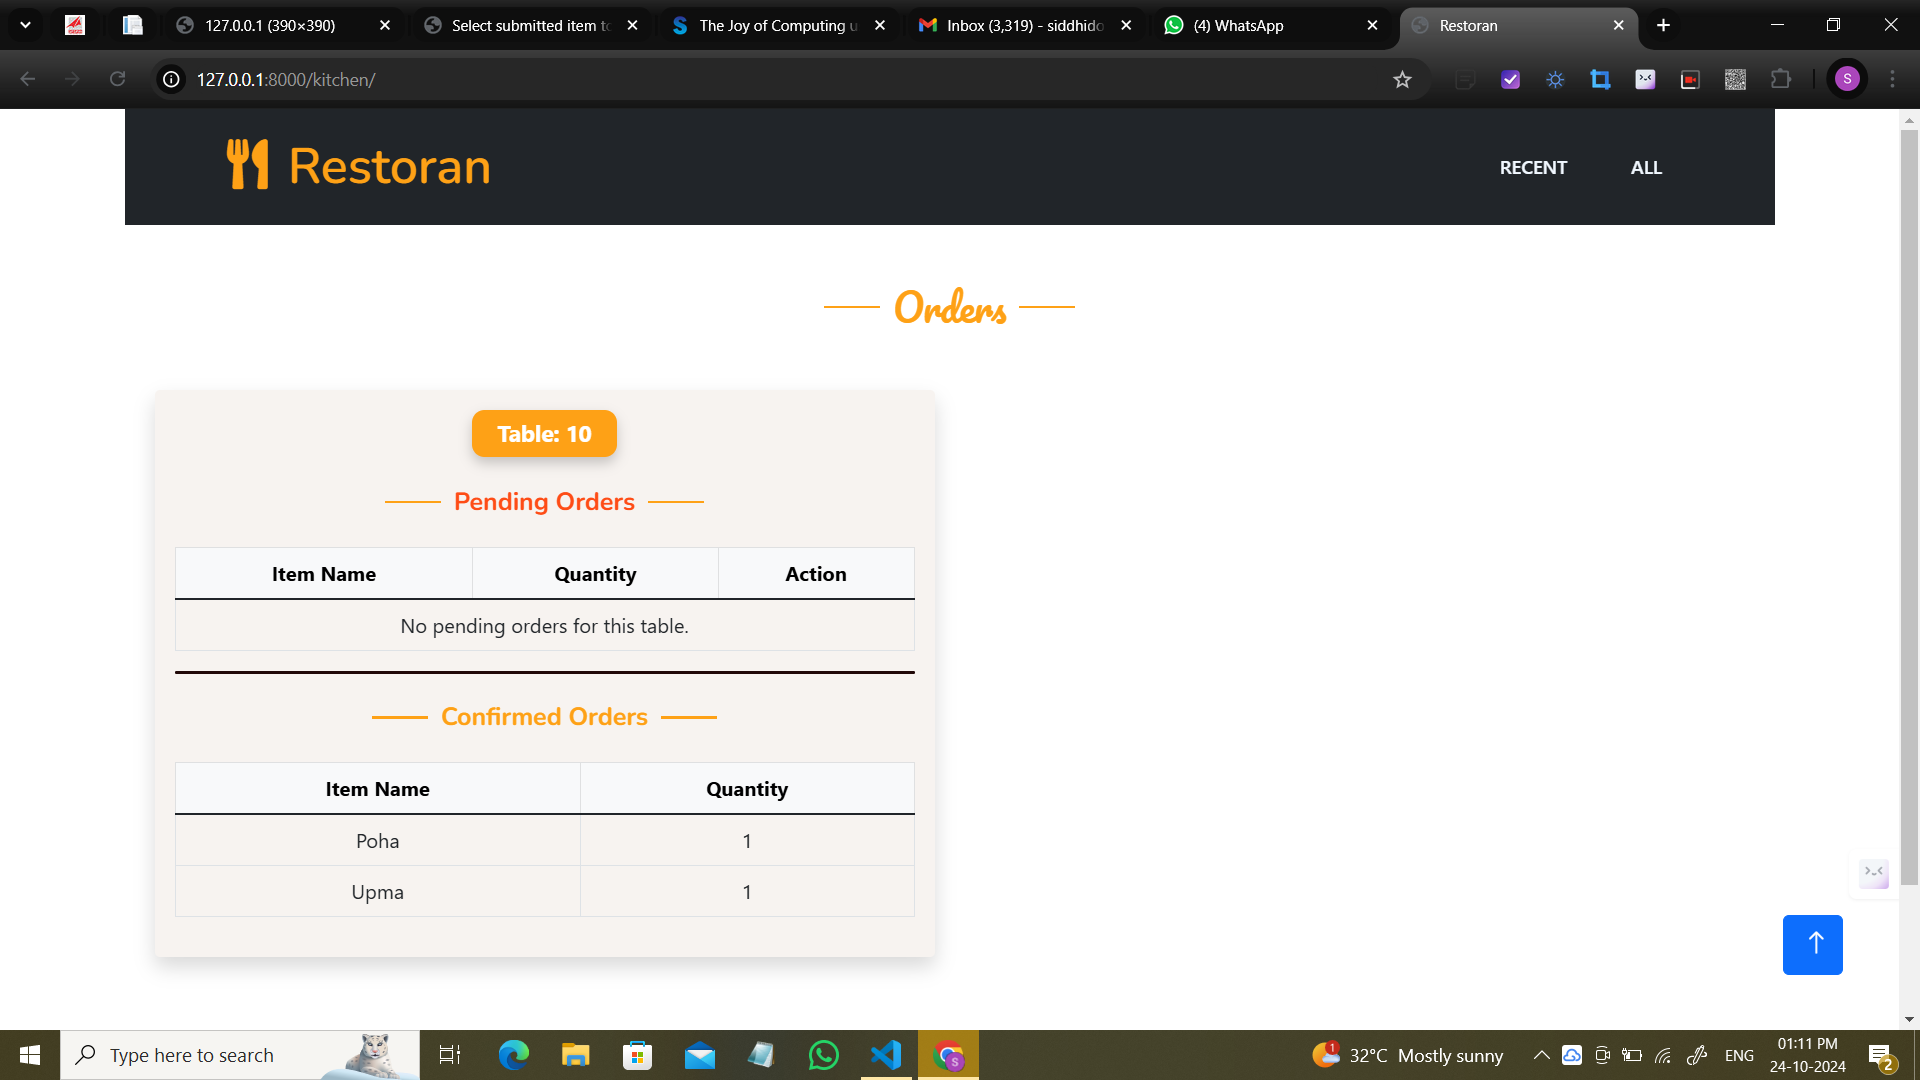 127.0.0.1 (390×390)
Select submitted item to
The Joy of Computing u
Inbox (3,319) - siddhido
(4) WhatsApp
Restoran
127.0.0.1:8000/kitchen/
S
Restoran
RECENT
ALL
Orders
Table: 10
Pending Orders
Item Name Quantity Action
No pending orders for this table.
Confirmed Orders
Item Name Quantity
Poha 1
Upma 1
Type here to search
1
32°C Mostly sunny
ENG
01:11 PM
24-10-2024
2